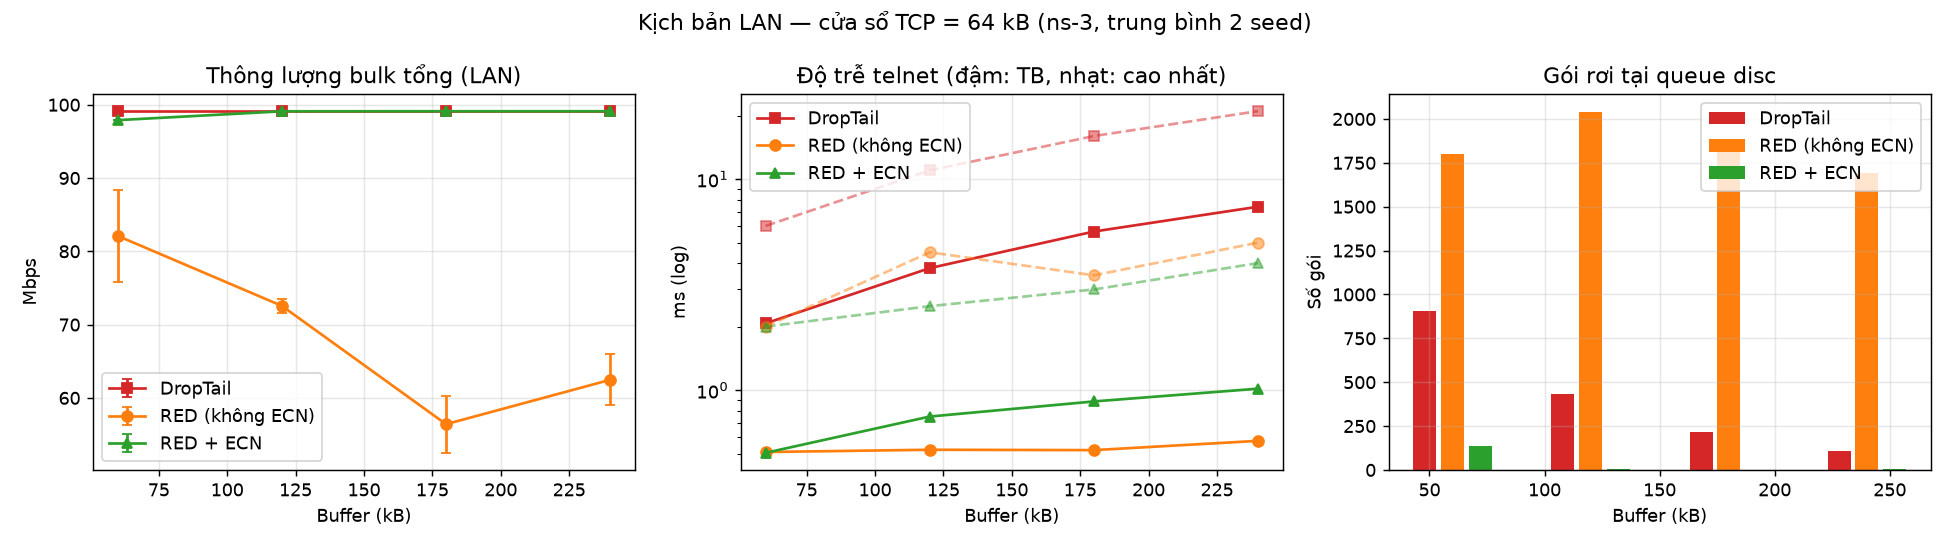 Kịch bản LAN — cửa sổ TCP = 64 kB (ns-3, trung bình 2 seed)
Thông lượng bulk tổng (LAN)
Mbps
100
90
80
70
60
DropTail
RED (không ECN)
RED + ECN
75 100 125 150 175 200 225
Buffer (kB)
Độ trễ telnet (đậm: TB, nhạt: cao nhất)
ms (log)
10¹
10⁰
DropTail
RED (không ECN)
RED + ECN
75 100 125 150 175 200 225
Buffer (kB)
Gói rơi tại queue disc
Số gói
2000
1750
1500
1250
1000
750
500
250
0
DropTail
RED (không ECN)
RED + ECN
50 100 150 200 250
Buffer (kB)